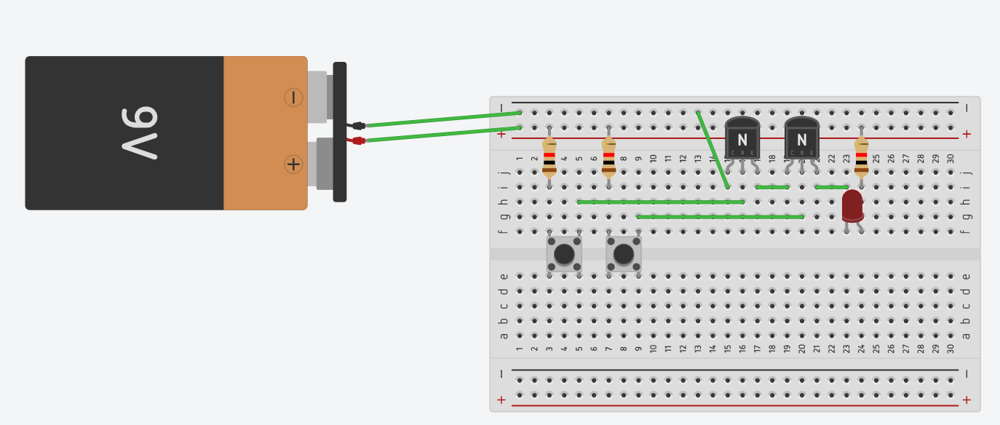 9V
−
+
− −
+ +
1 2 3 4 5 6 7 8 9 10 11 12 13 14 15 16 17 18 19 20 21 22 23 24 25 26 27 28 29 30
N N
C B E C B E
j j
i i
h h
g g
f f
e e
d d
c c
b b
a a
1 2 3 4 5 6 7 8 9 10 11 12 13 14 15 16 17 18 19 20 21 22 23 24 25 26 27 28 29 30
− −
+ +